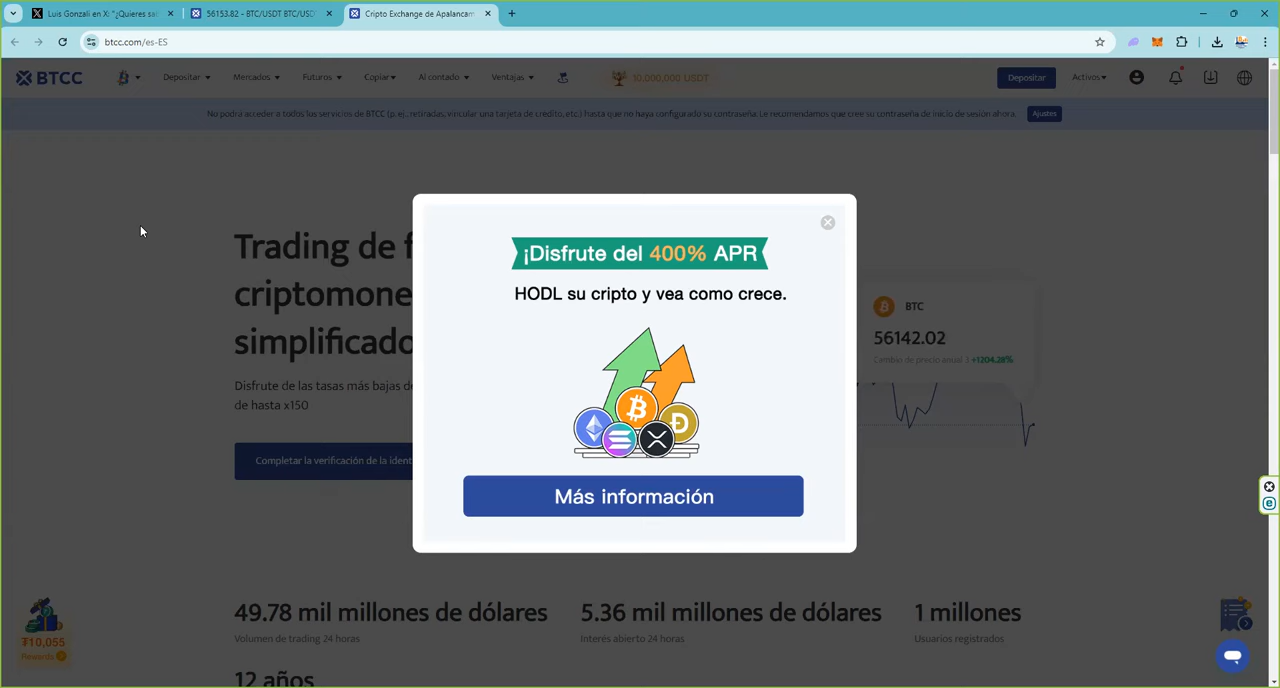 Luis Gonzali en X: "¿Quieres sa
56153.82 - BTC/USDT BTC/USD
Cripto Exchange de Apalancam
btcc.com/es-ES
BTCC
Depositar
Mercados
Futuros
Copiar
Al contado
Ventajas
10,000,000 USDT
Depositar
Activos
No podrá acceder a todos los servicios de BTCC (p. ej., retiradas, vincular una tarjeta de crédito, etc.) hasta que no haya configurado su contraseña. Le recomendamos que cree su contraseña de inicio de sesión ahora.
Ajustes
Trading de f
criptomone
simplificado
Disfrute de las tasas más bajas de
de hasta x150
Completar la verificación de la ident
¡Disfrute del 400% APR
HODL su cripto y vea como crece.
Más información
BTC
56142.02
Cambio de precio anual 3 +1204.28%
49.78 mil millones de dólares
Volumen de trading 24 horas
5.36 mil millones de dólares
Interés abierto 24 horas
1 millones
Usuarios registrados
12 años
₮10,055
Rewards